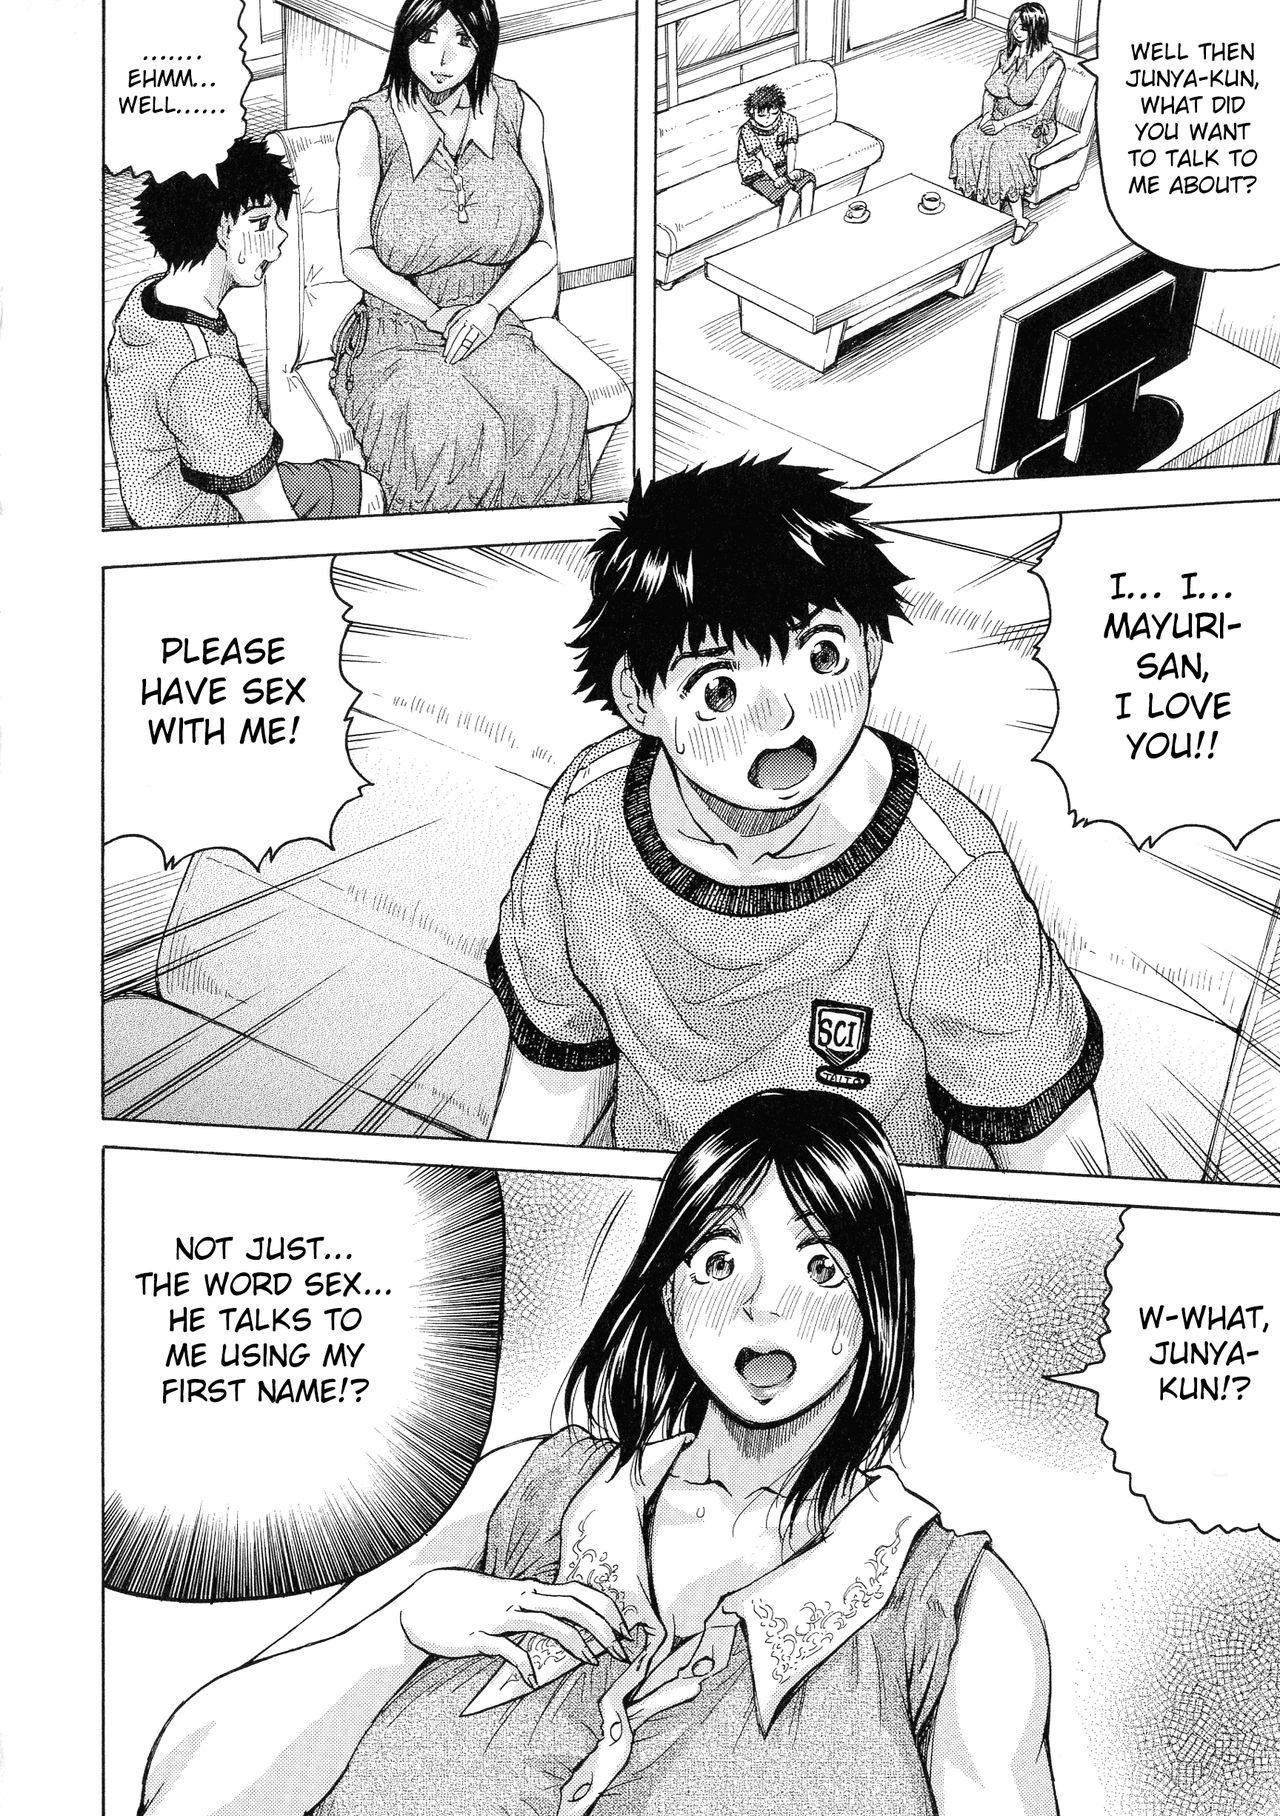 WELL THEN
JUNYA-KUN,
WHAT DID
YOU WANT
TO TALK TO
ME ABOUT?
.......
EHMM...
WELL......
I... I...
MAYURI-
SAN,
I LOVE
YOU!!
PLEASE
HAVE SEX
WITH ME!
SCI
TAITO
W-WHAT,
JUNYA-
KUN!?
NOT JUST...
THE WORD SEX...
HE TALKS TO
ME USING MY
FIRST NAME!?